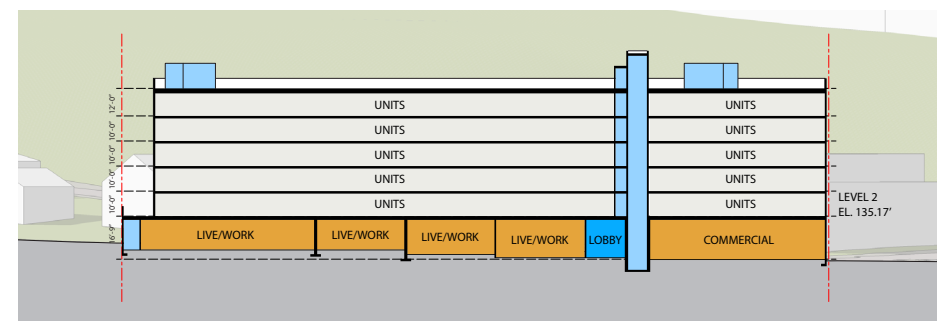 12'-0"
UNITS UNITS
10'-0"
UNITS UNITS
10'-0"
UNITS UNITS
10'-0"
UNITS UNITS
10'-0"
UNITS UNITS
LEVEL 2
EL. 135.17'
16'-9"
LIVE/WORK LIVE/WORK LIVE/WORK LIVE/WORK LOBBY COMMERCIAL